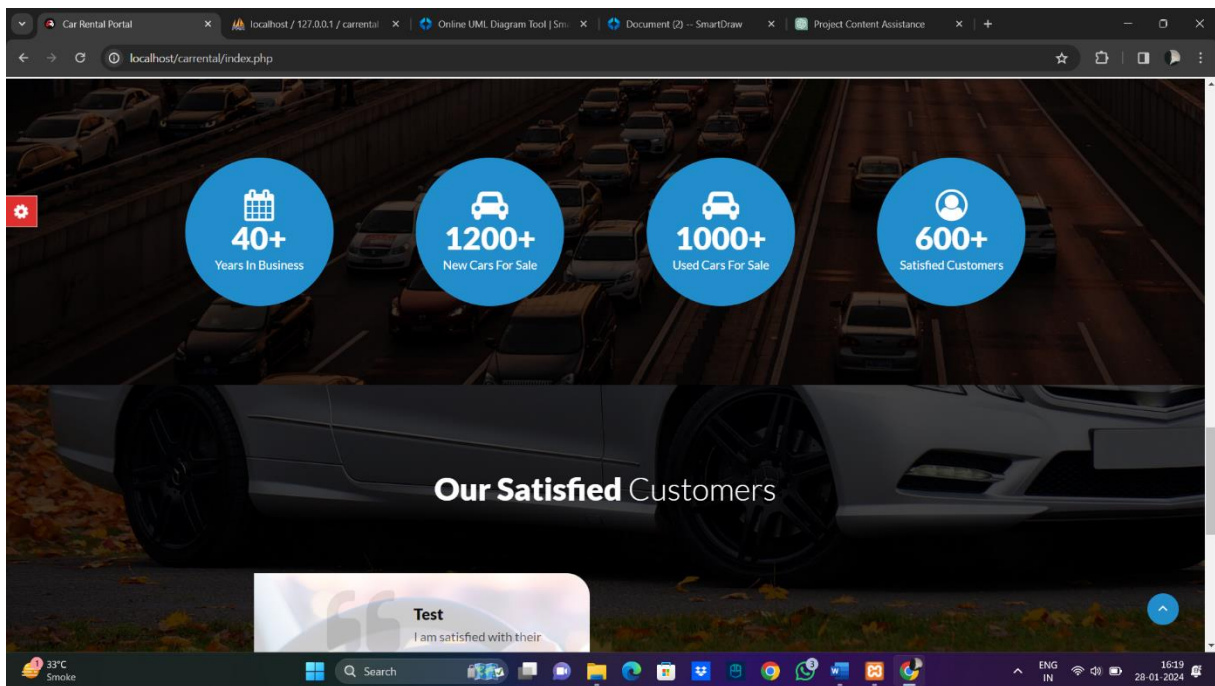 Car Rental Portal
localhost / 127.0.0.1 / carrental
Online UML Diagram Tool | Sm
Document (2) -- SmartDraw
Project Content Assistance
localhost/carrental/index.php
40+
Years In Business
1200+
New Cars For Sale
1000+
Used Cars For Sale
600+
Satisfied Customers
Our Satisfied Customers
Test
I am satisfied with their
33°C
Smoke
Search
ENG
IN
16:19
28-01-2024